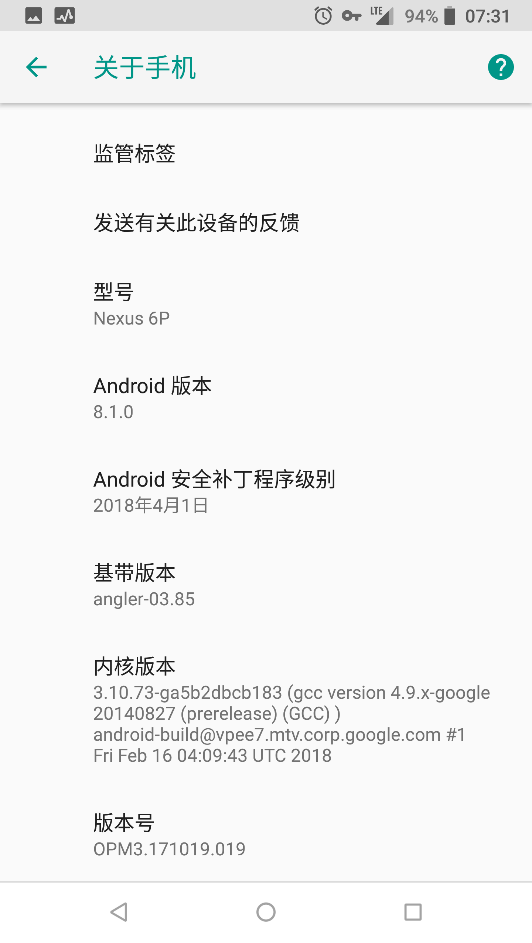 LTE 94% 07:31
关于手机
监管标签
发送有关此设备的反馈
型号
Nexus 6P
Android 版本
8.1.0
Android 安全补丁程序级别
2018年4月1日
基带版本
angler-03.85
内核版本
3.10.73-ga5b2dbcb183 (gcc version 4.9.x-google
20140827 (prerelease) (GCC) )
android-build@vpee7.mtv.corp.google.com #1
Fri Feb 16 04:09:43 UTC 2018
版本号
OPM3.171019.019